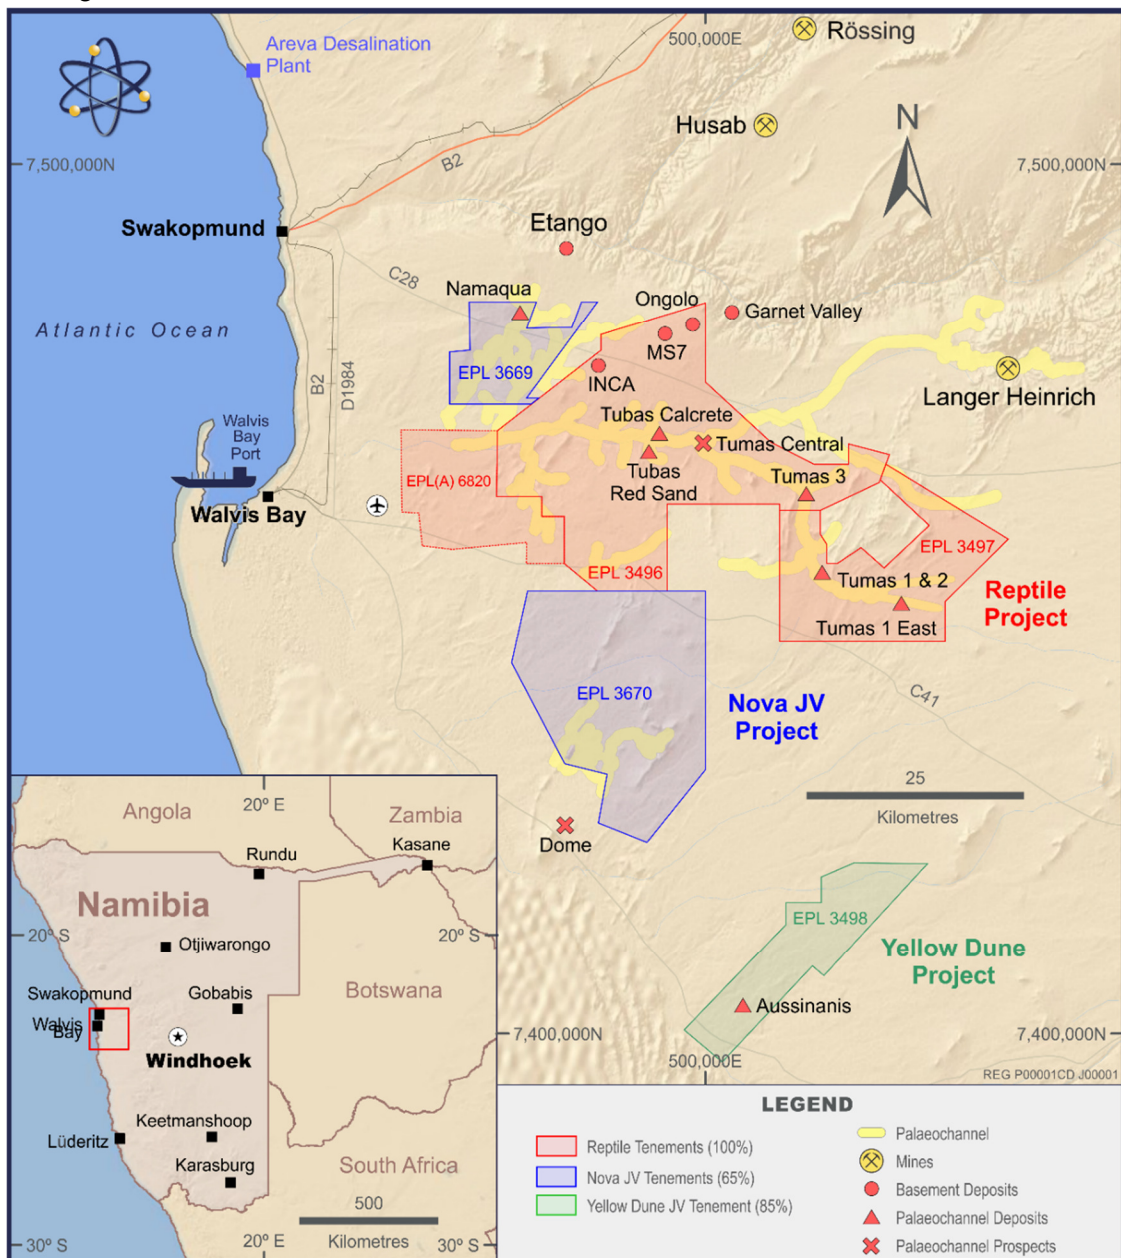 Areva Desalination
Plant
500,000E
Rössing
Husab
N
7,500,000N
7,500,000N
B2
Swakopmund
Etango
C28
Namaqua
Ongolo
Garnet Valley
Atlantic Ocean
MS7
B2
D1984
EPL 3669
INCA
Langer Heinrich
Walvis
Bay
Port
Tubas Calcrete
Tumas Central
Tubas
Red Sand
Tumas 3
EPL(A) 6820
Walvis Bay
EPL 3497
EPL 3496
Tumas 1 & 2
Reptile
Project
Tumas 1 East
EPL 3670
C41
Nova JV
Project
25
Kilometres
Dome
EPL 3498
Yellow Dune
Project
Aussinanis
7,400,000N
7,400,000N
500,000E
REG P00001CD J00001
20º E
Angola
Zambia
Kasane
Rundu
Namibia
20º S
20º S
Otjiwarongo
Swakopmund
Gobabis
Botswana
Walvis
Bay
Windhoek
Keetmanshoop
Lüderitz
Karasburg
South Africa
500
Kilometres
30º S
20º E
30º S
LEGEND
Reptile Tenements (100%)
Nova JV Tenements (65%)
Yellow Dune JV Tenement (85%)
Palaeochannel
Mines
Basement Deposits
Palaeochannel Deposits
Palaeochannel Prospects